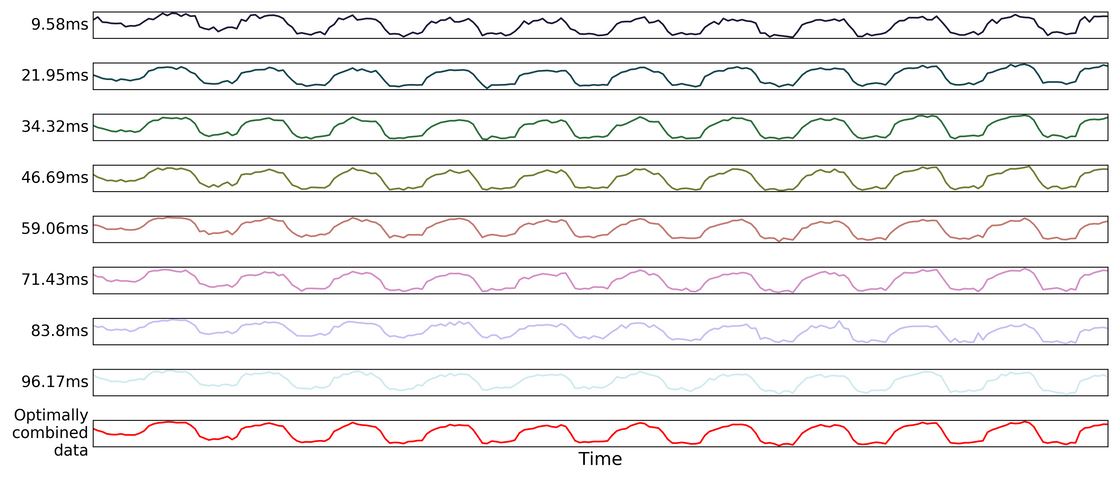 9.58ms
21.95ms
34.32ms
46.69ms
59.06ms
71.43ms
83.8ms
96.17ms
Optimally
combined
data
Time